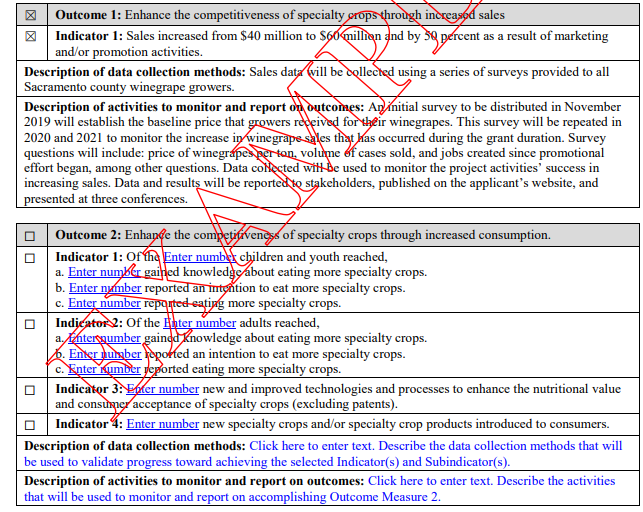 ☒ Outcome 1: Enhance the competitiveness of specialty crops through increased sales
☒ Indicator 1: Sales increased from $40 million to $60 million and by 50 percent as a result of marketing
and/or promotion activities.
Description of data collection methods: Sales data will be collected using a series of surveys provided to all
Sacramento county winegrape growers.
Description of activities to monitor and report on outcomes: An initial survey to be distributed in November
2019 will establish the baseline price that growers received for their winegrapes. This survey will be repeated in
2020 and 2021 to monitor the increase in winegrape sales that has occurred during the grant duration. Survey
questions will include: price of winegrapes per ton, volume of cases sold, and jobs created since promotional
effort began, among other questions. Data collected will be used to monitor the project activities’ success in
increasing sales. Data and results will be reported to stakeholders, published on the applicant’s website, and
presented at three conferences.
☐ Outcome 2: Enhance the competitiveness of specialty crops through increased consumption.
☐ Indicator 1: Of the Enter number children and youth reached,
a. Enter number gained knowledge about eating more specialty crops.
b. Enter number reported an intention to eat more specialty crops.
c. Enter number reported eating more specialty crops.
☐ Indicator 2: Of the Enter number adults reached,
a. Enter number gained knowledge about eating more specialty crops.
b. Enter number reported an intention to eat more specialty crops.
c. Enter number reported eating more specialty crops.
☐ Indicator 3: Enter number new and improved technologies and processes to enhance the nutritional value
and consumer acceptance of specialty crops (excluding patents).
☐ Indicator 4: Enter number new specialty crops and/or specialty crop products introduced to consumers.
Description of data collection methods: Click here to enter text. Describe the data collection methods that will
be used to validate progress toward achieving the selected Indicator(s) and Subindicator(s).
Description of activities to monitor and report on outcomes: Click here to enter text. Describe the activities
that will be used to monitor and report on accomplishing Outcome Measure 2.